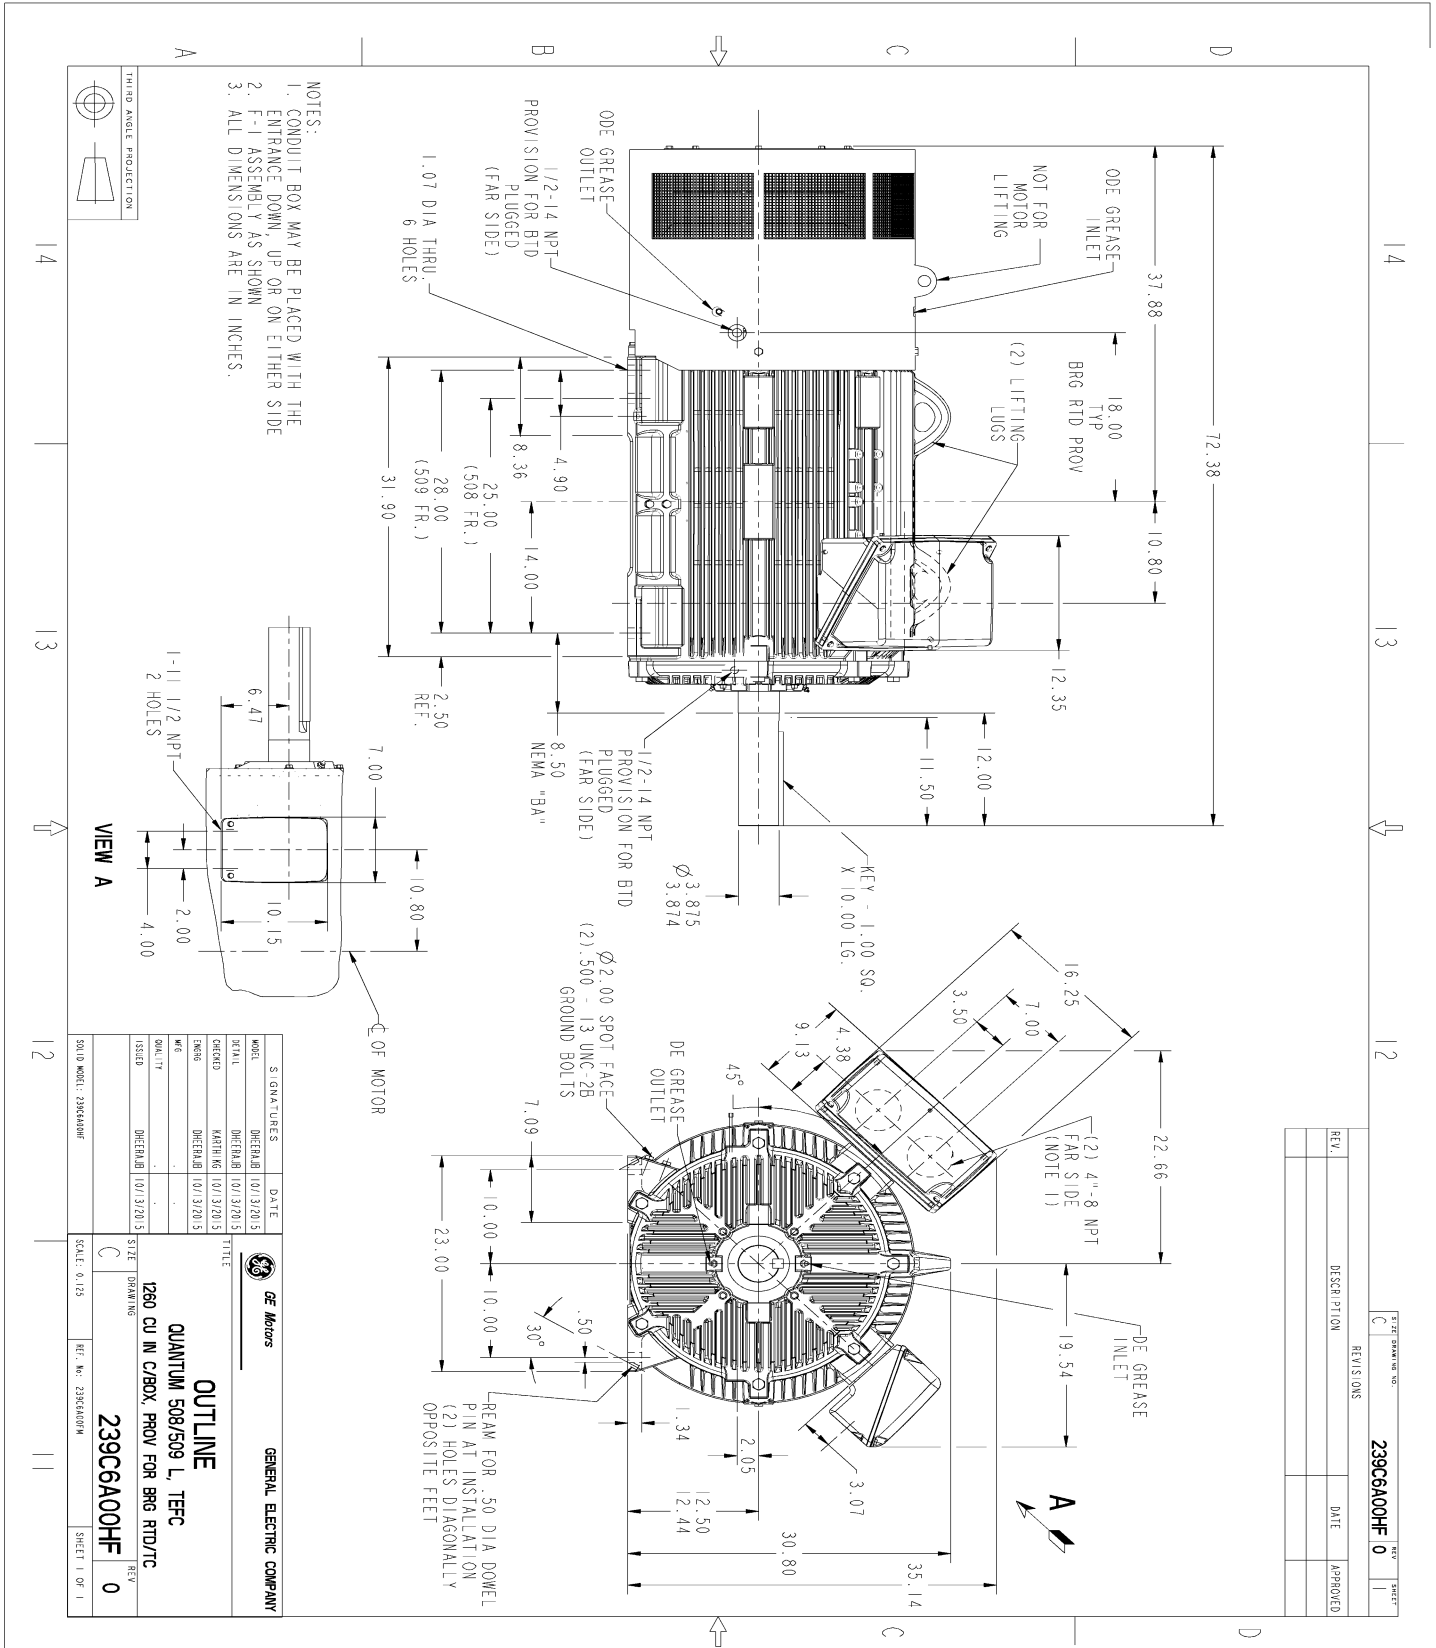 SIZE
DRAWING NO.
REV
SHEET
C
239C6A00HF
0
1
REVISIONS
REV.
DESCRIPTION
DATE
APPROVED
D
C
B
A
14
13
12
11
14
13
12
D
C
72.38
37.88
10.80
18.00
TYP
BRG RTD PROV
ODE GREASE
INLET
NOT FOR
MOTOR
LIFTING
(2) LIFTING
LUGS
12.35
12.00
11.50
ODE GREASE
OUTLET
1/2-14 NPT
PROVISION FOR BTD
PLUGGED
(FAR SIDE)
1.07 DIA THRU.
6 HOLES
4.90
8.36
14.00
25.00
(508 FR.)
28.00
(509 FR.)
31.90
2.50
REF.
8.50
NEMA "BA"
1/2-14 NPT
PROVISION FOR BTD
PLUGGED
(FAR SIDE)
KEY - 1.00 SQ.
X 10.00 LG.
Ø 3.875
3.874
22.66
19.54
16.25
7.00
3.50
4.38
9.13
45°
(2) 4"-8 NPT
FAR SIDE
(NOTE 1)
DE GREASE
INLET
DE GREASE
OUTLET
Ø2.00 SPOT FACE
(2).500 - 13 UNC-2B
GROUND BOLTS
7.09
10.00
10.00
23.00
.50
30°
1.34
2.05
3.07
12.50
12.44
30.80
35.14
REAM FOR .50 DIA DOWEL
PIN AT INSTALLATION
(2) HOLES DIAGONALLY
OPPOSITE FEET
A
NOTES:
1. CONDUIT BOX MAY BE PLACED WITH THE
ENTRANCE DOWN, UP OR ON EITHER SIDE
2. F-1 ASSEMBLY AS SHOWN
3. ALL DIMENSIONS ARE IN INCHES.
THIRD ANGLE PROJECTION
1-11 1/2 NPT
2 HOLES
6.47
7.00
10.80
10.15
2.00
4.00
℄ OF MOTOR
VIEW A
SIGNATURES
DATE
MODEL
DHEERAJB
10/13/2015
DETAIL
DHEERAJB
10/13/2015
CHECKED
KARTHIKG
10/13/2015
ENGRG
DHEERAJB
10/13/2015
MFG
QUALITY
ISSUED
DHEERAJB
10/13/2015
SOLID MODEL: 239C6A00HF
GE Motors
GENERAL ELECTRIC COMPANY
TITLE
OUTLINE
QUANTUM 508/509 L, TEFC
1260 CU IN C/BOX, PROV FOR BRG RTD/TC
SIZE
C
DRAWING
239C6A00HF
REV
0
SCALE: 0.125
REF. No: 239C6A00FM
SHEET 1 OF 1